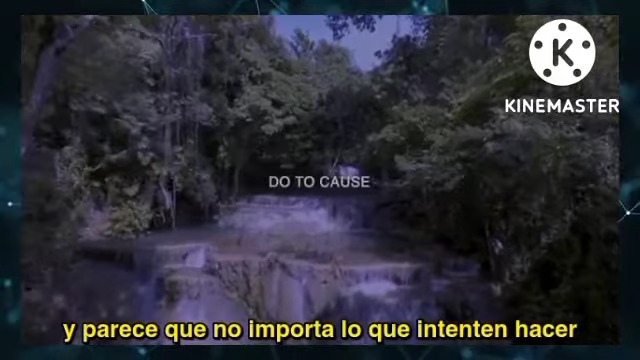 KINEMASTER
DO TO CAUSE
y parece que no importa lo que intenten hacer